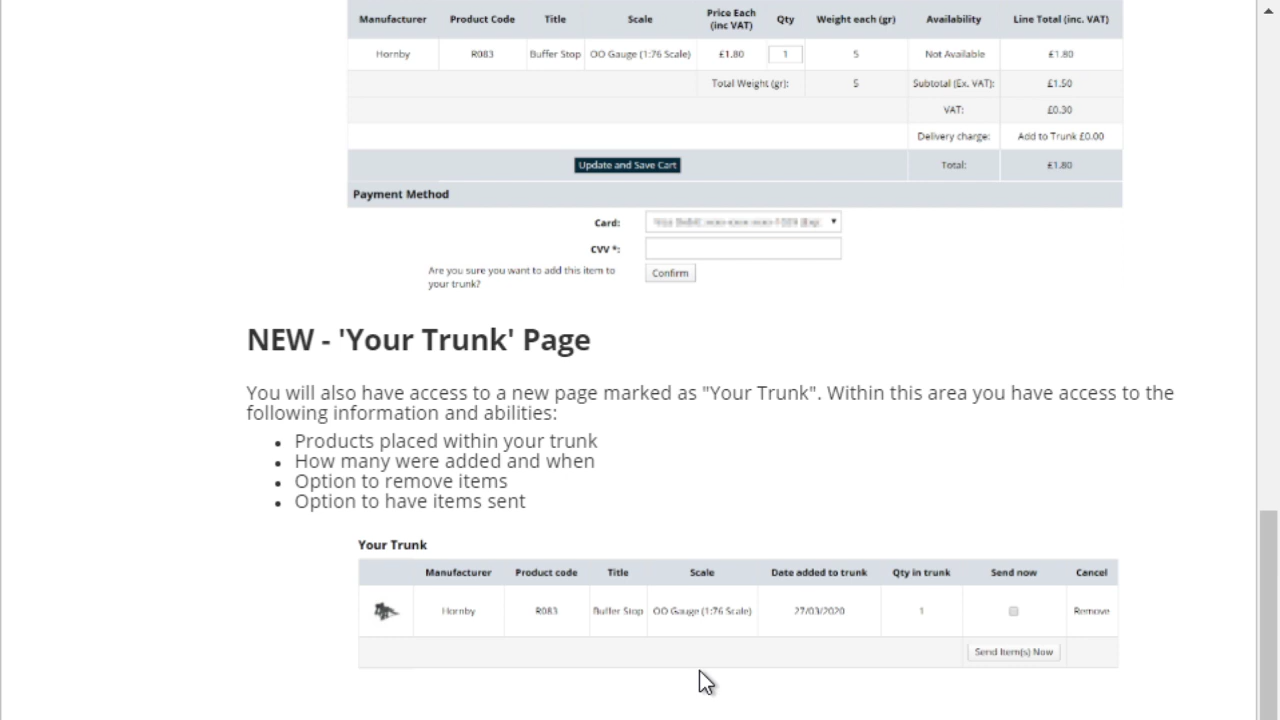 Manufacturer Product Code Title Scale Price Each (inc VAT) Qty Weight each (gr) Availability Line Total (inc. VAT)
Hornby R083 Buffer Stop OO Gauge (1:76 Scale) £1.80 1 5 Not Available £1.80
Total Weight (gr): 5 Subtotal (Ex. VAT): £1.50
VAT: £0.30
Delivery charge: Add to Trunk £0.00
Update and Save Cart Total: £1.80
Payment Method
Card:
CVV *:
Are you sure you want to add this item to Confirm
your trunk?
NEW - 'Your Trunk' Page
You will also have access to a new page marked as "Your Trunk". Within this area you have access to the
following information and abilities:
• Products placed within your trunk
• How many were added and when
• Option to remove items
• Option to have items sent
Your Trunk
Manufacturer Product code Title Scale Date added to trunk Qty in trunk Send now Cancel
Hornby R083 Buffer Stop OO Gauge (1:76 Scale) 27/03/2020 1 Remove
Send Item(s) Now